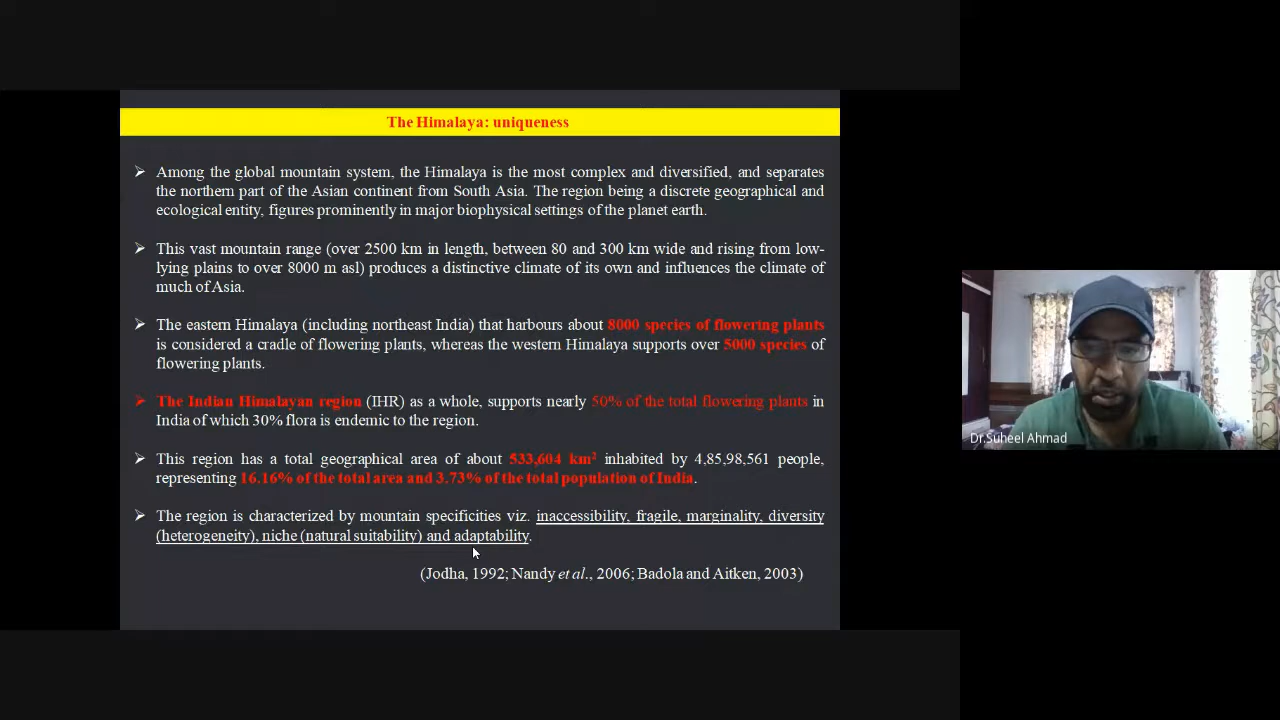 The Himalaya: uniqueness
➢ Among the global mountain system, the Himalaya is the most complex and diversified, and separates
the northern part of the Asian continent from South Asia. The region being a discrete geographical and
ecological entity, figures prominently in major biophysical settings of the planet earth.
➢ This vast mountain range (over 2500 km in length, between 80 and 300 km wide and rising from low-
lying plains to over 8000 m asl) produces a distinctive climate of its own and influences the climate of
much of Asia.
➢ The eastern Himalaya (including northeast India) that harbours about 8000 species of flowering plants
is considered a cradle of flowering plants, whereas the western Himalaya supports over 5000 species of
flowering plants.
➢ The Indian Himalayan region (IHR) as a whole, supports nearly 50% of the total flowering plants in
India of which 30% flora is endemic to the region.
➢ This region has a total geographical area of about 533,604 km² inhabited by 4,85,98,561 people,
representing 16.16% of the total area and 3.73% of the total population of India.
➢ The region is characterized by mountain specificities viz. inaccessibility, fragile, marginality, diversity
(heterogeneity), niche (natural suitability) and adaptability.
(Jodha, 1992; Nandy et al., 2006; Badola and Aitken, 2003)
Dr.Suheel Ahmad